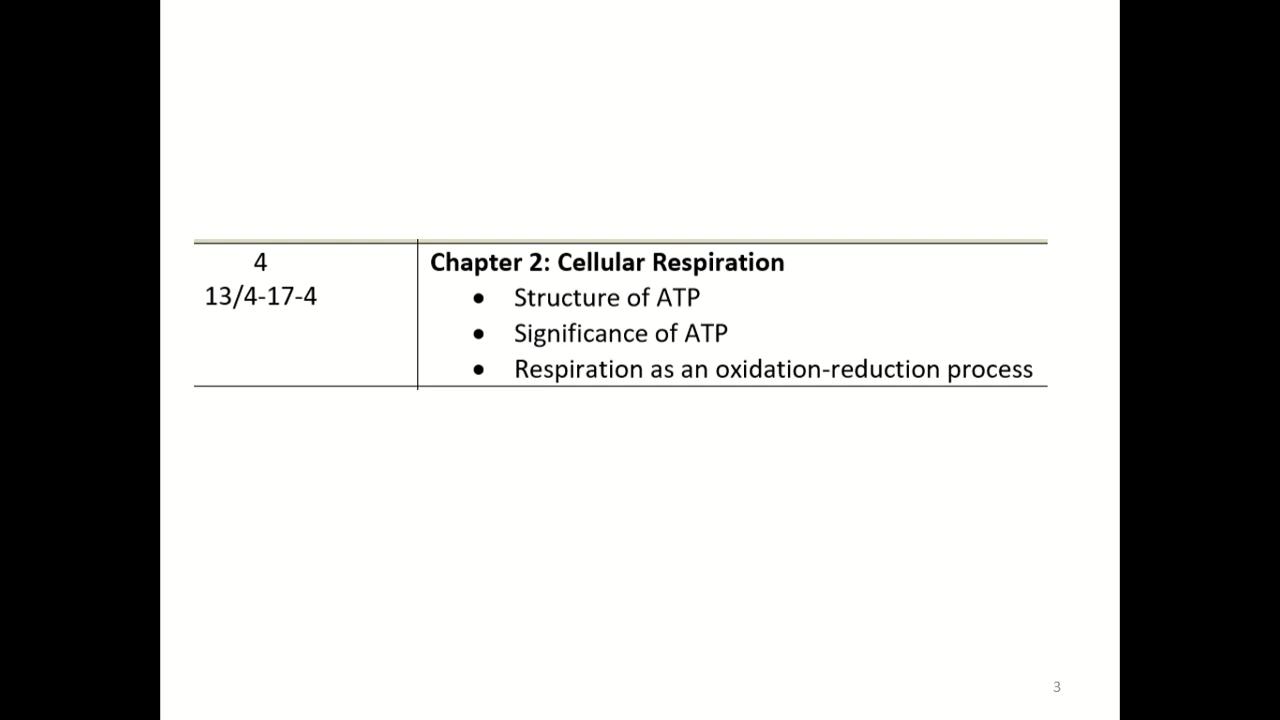 4
13/4-17-4
Chapter 2: Cellular Respiration
• Structure of ATP
• Significance of ATP
• Respiration as an oxidation-reduction process
3